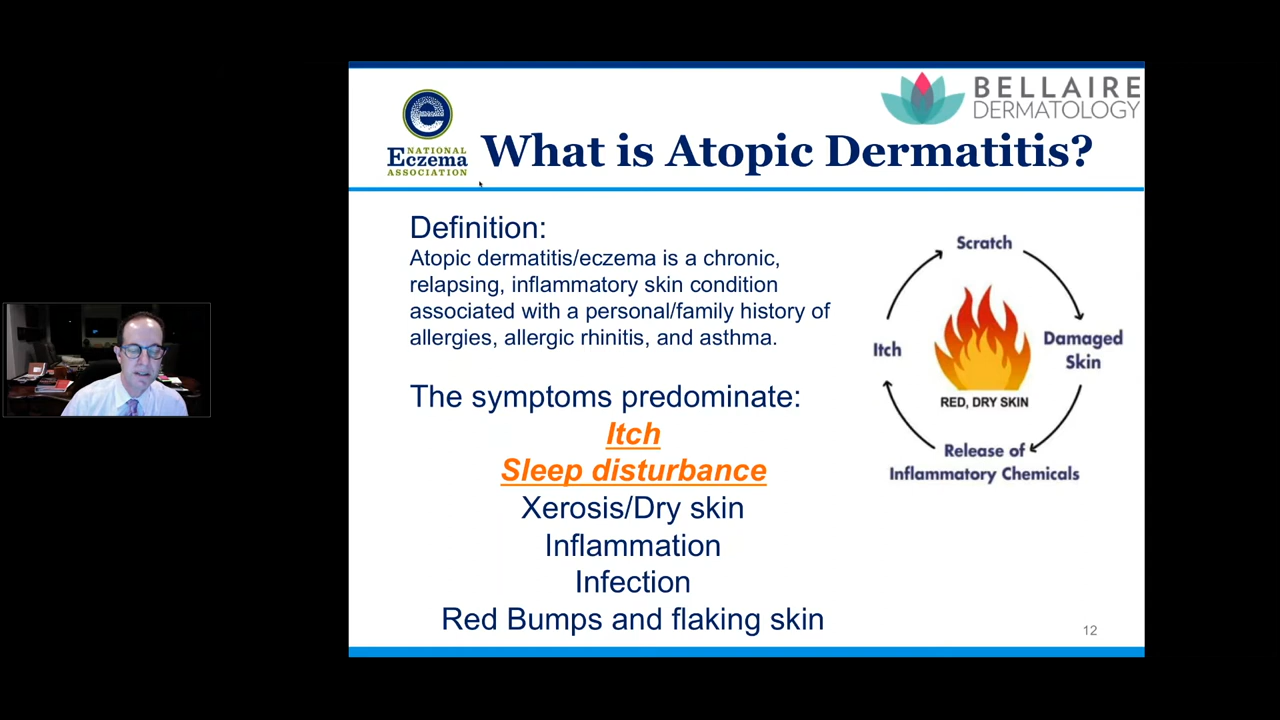 BELLAIRE
DERMATOLOGY
e
NATIONAL
Eczema
ASSOCIATION
What is Atopic Dermatitis?
Definition:
Atopic dermatitis/eczema is a chronic,
relapsing, inflammatory skin condition
associated with a personal/family history of
allergies, allergic rhinitis, and asthma.
The symptoms predominate:
Itch
Sleep disturbance
Xerosis/Dry skin
Inflammation
Infection
Red Bumps and flaking skin
Scratch
Damaged
Skin
Release of
Inflammatory Chemicals
Itch
RED, DRY SKIN
12